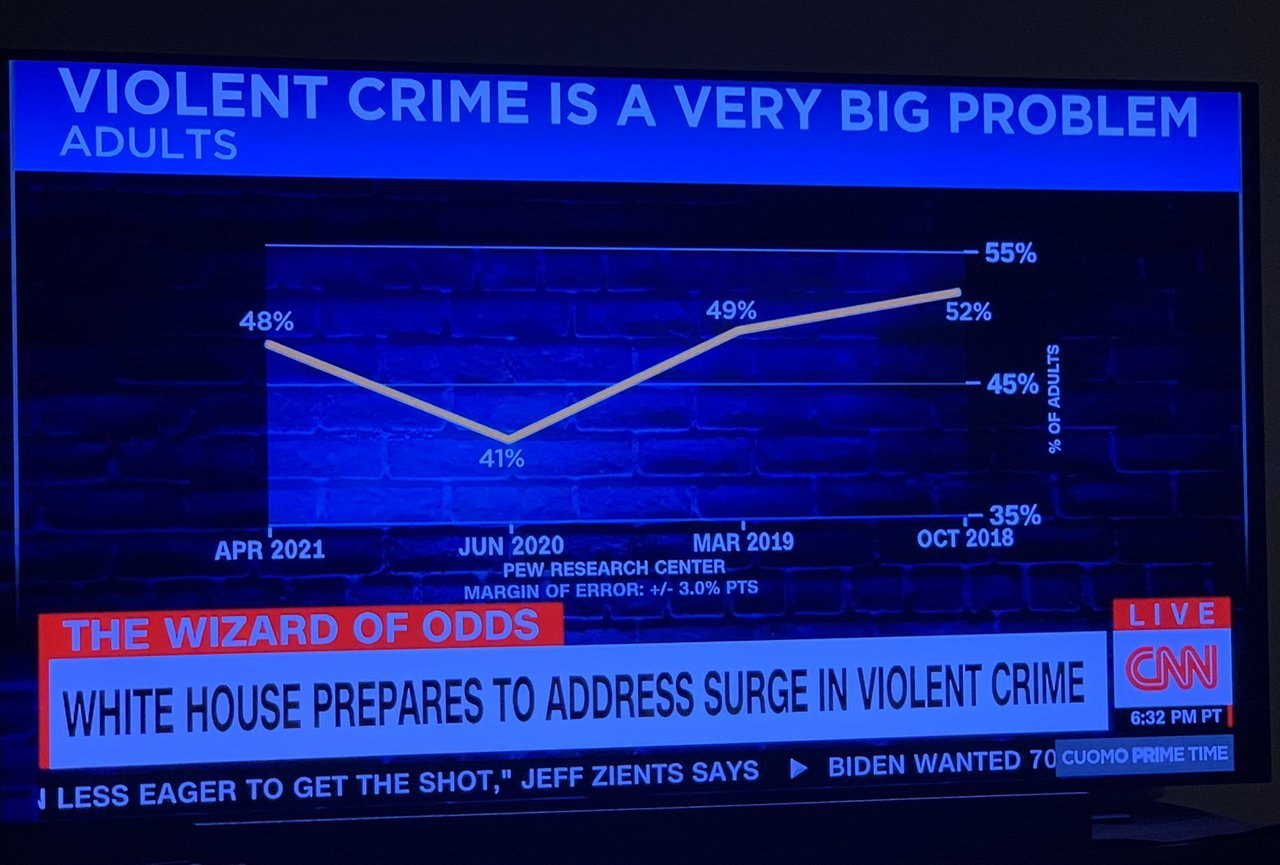 VIOLENT CRIME IS A VERY BIG PROBLEM
ADULTS
55%
48%
49%
52%
45%
% OF ADULTS
41%
35%
APR 2021
JUN 2020
MAR 2019
OCT 2018
PEW RESEARCH CENTER
MARGIN OF ERROR: +/- 3.0% PTS
THE WIZARD OF ODDS
WHITE HOUSE PREPARES TO ADDRESS SURGE IN VIOLENT CRIME
LIVE
CNN
6:32 PM PT
LESS EAGER TO GET THE SHOT," JEFF ZIENTS SAYS ▶ BIDEN WANTED 70
CUOMO PRIME TIME